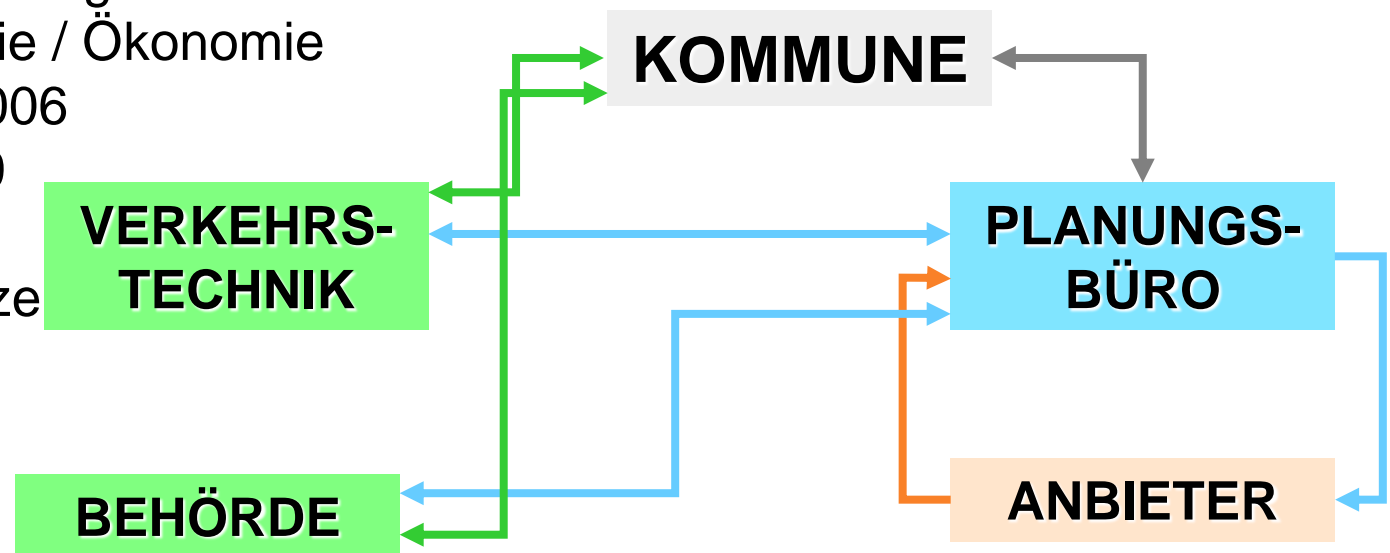 ie / Ökonomie
KOMMUNE
006
VERKEHRS-
TECHNIK
PLANUNGS-
BÜRO
ze
BEHÖRDE
ANBIETER